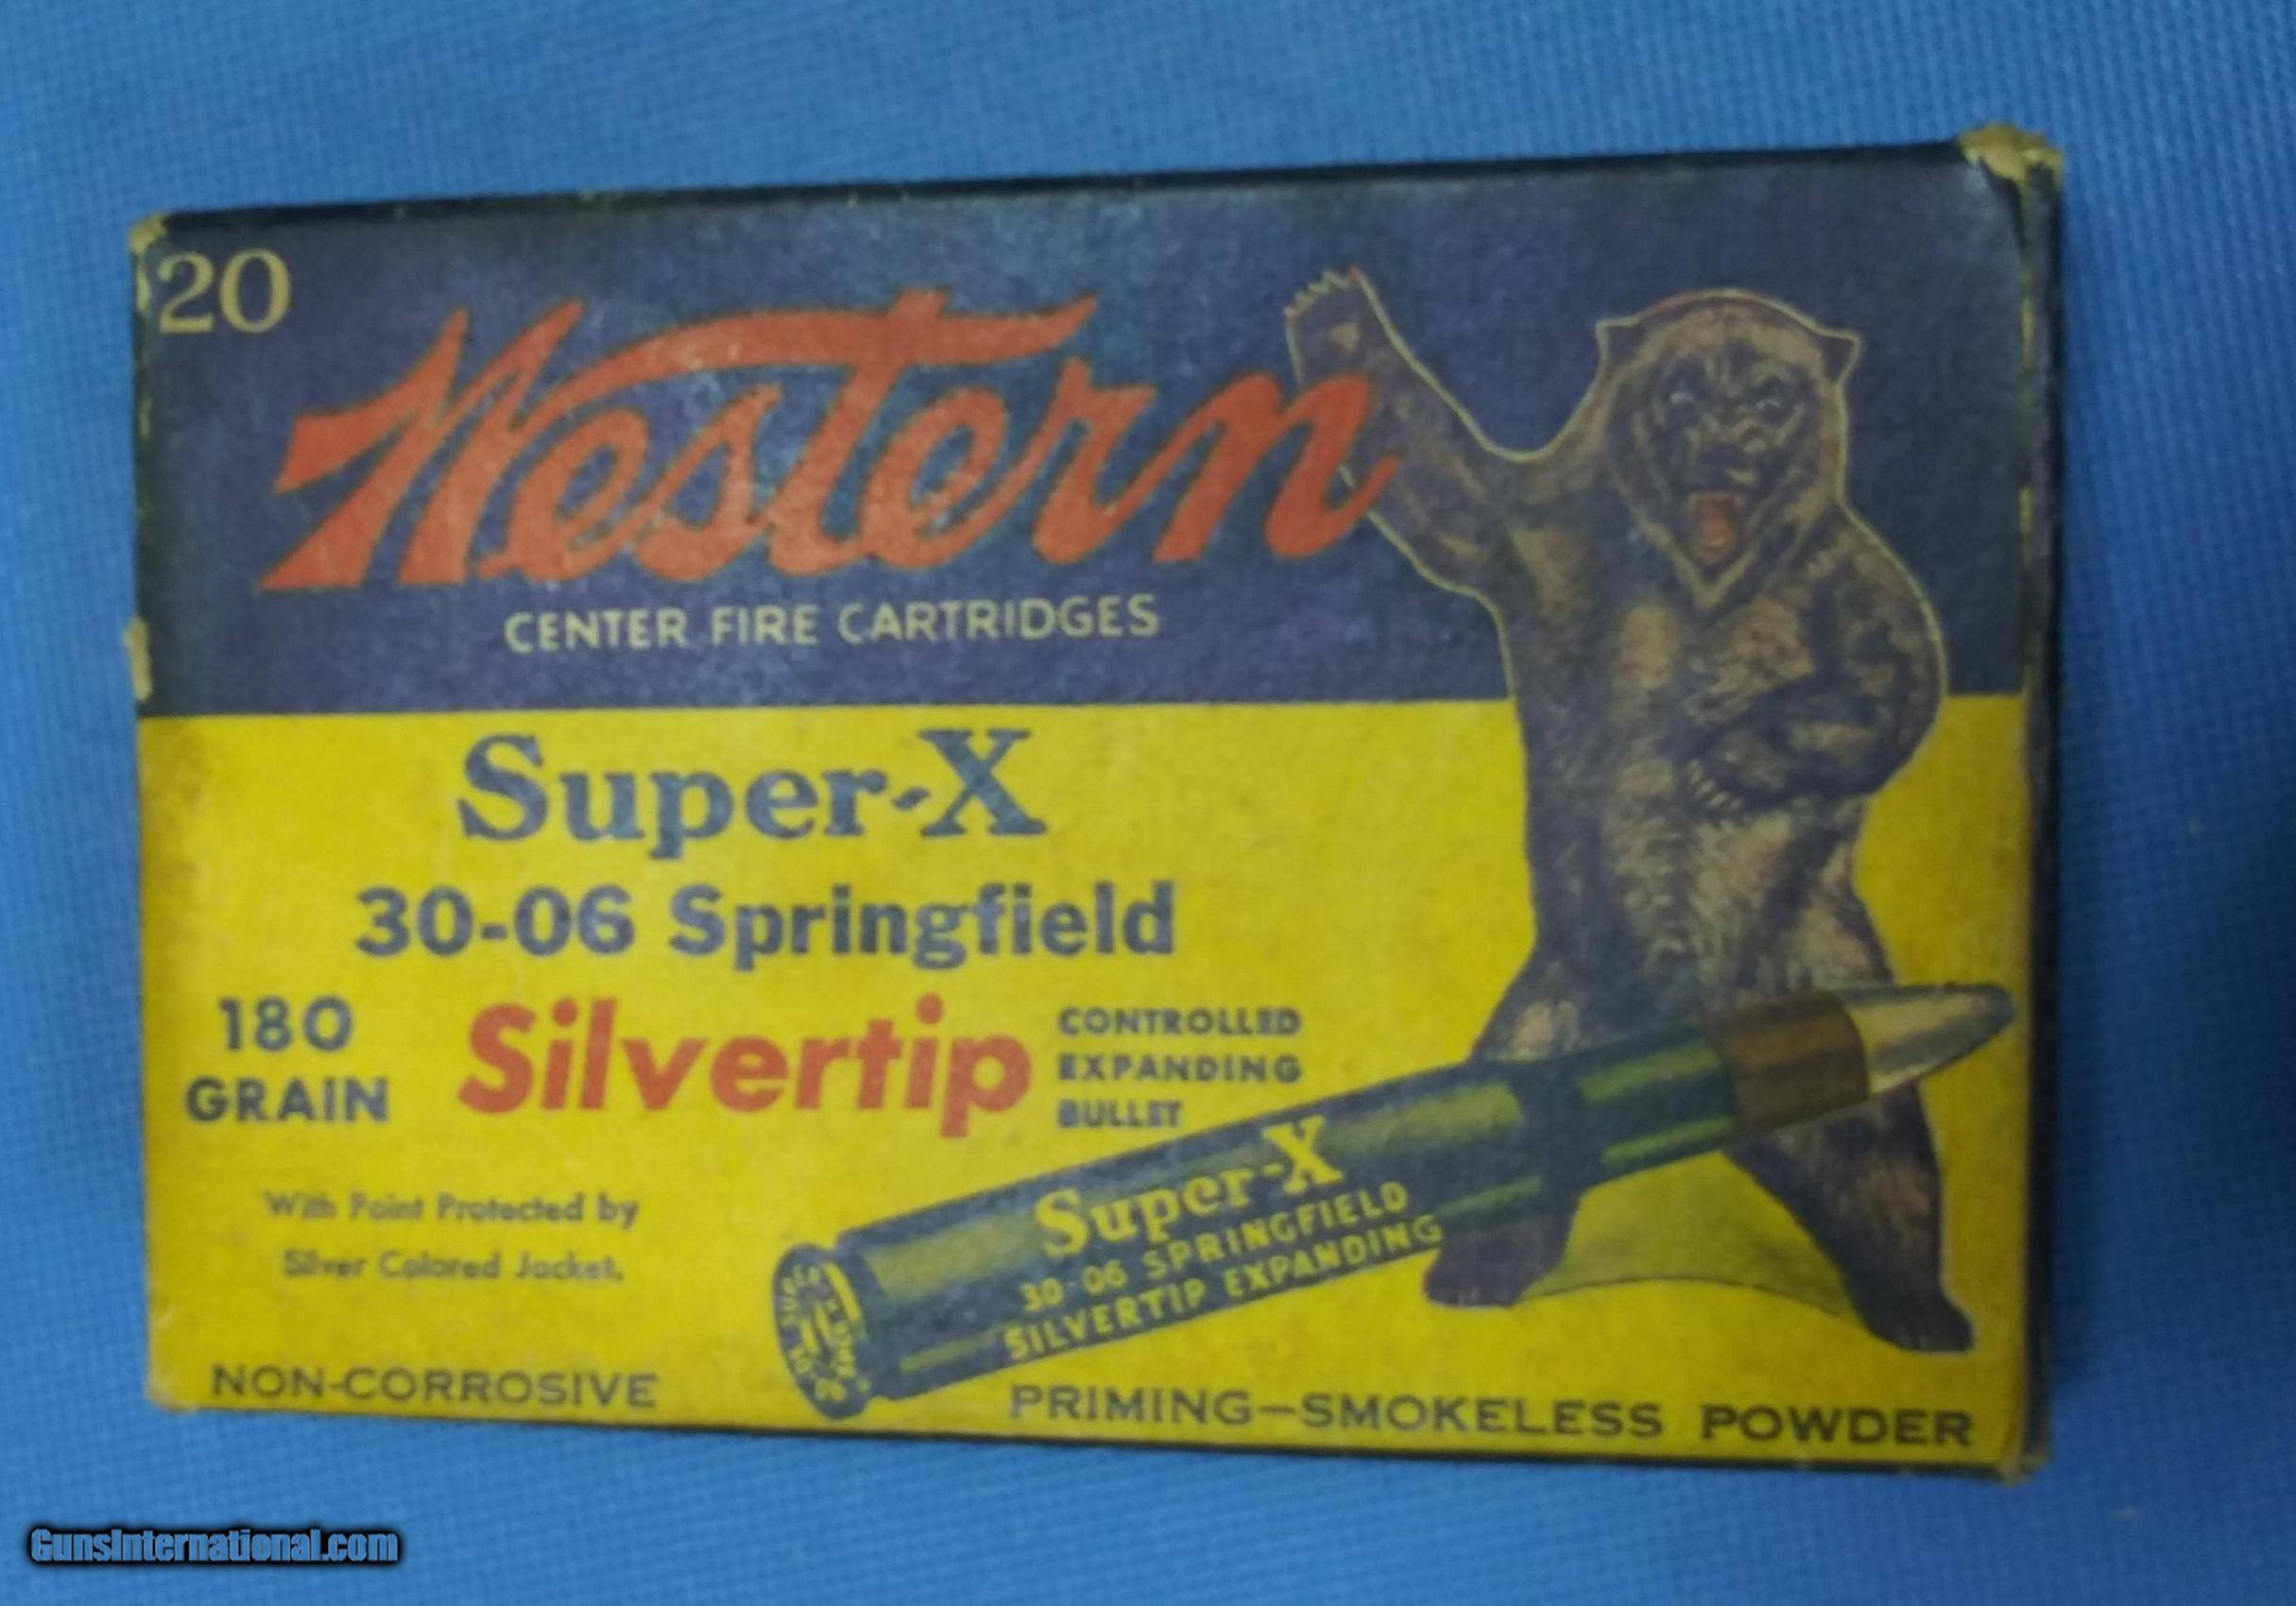 20
Western
CENTER FIRE CARTRIDGES
Super-X
30-06 Springfield
180
GRAIN
Silvertip
CONTROLLED
EXPANDING
BULLET
With Point Protected by
Silver Colored Jacket.
Super-X
30-06 SPRINGFIELD
SILVERTIP EXPANDING
NON-CORROSIVE
PRIMING—SMOKELESS POWDER
GunsInternational.com